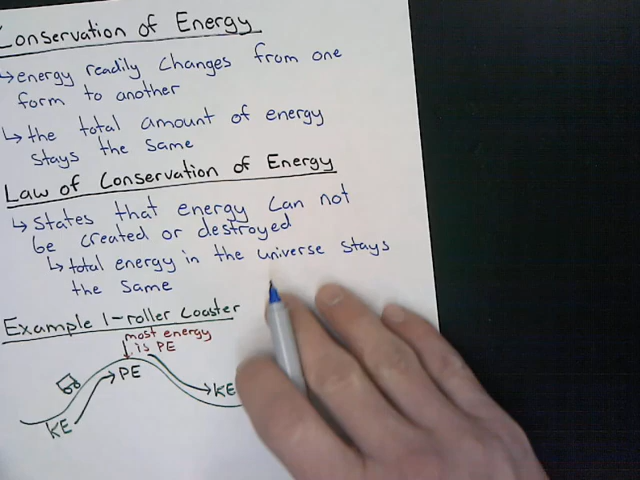 Conservation of Energy
↳ energy readily changes from one
form to another
↳ the total amount of energy
stays the same
Law of Conservation of Energy
↳ States that energy can not
be created or destroyed
↳ total energy in the universe stays
the same
Example 1-roller Coaster
most energy
is PE
PE
KE
KE